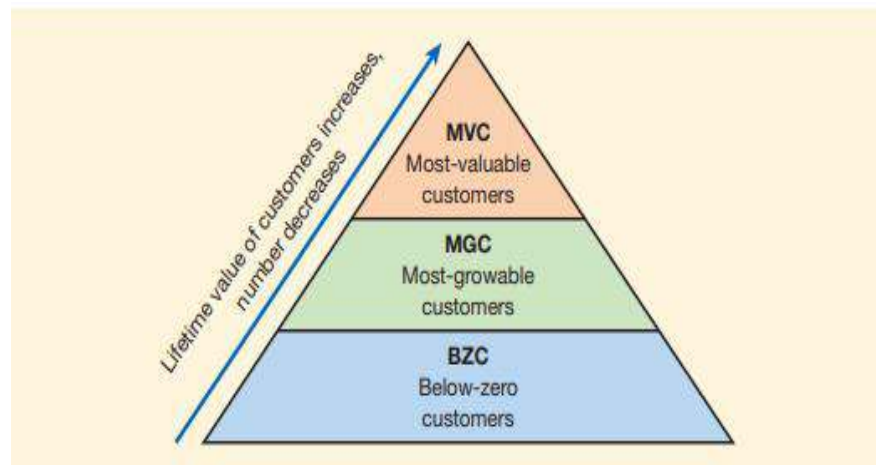 Lifetime value of customers increases,
number decreases
MVC
Most-valuable
customers
MGC
Most-growable
customers
BZC
Below-zero
customers